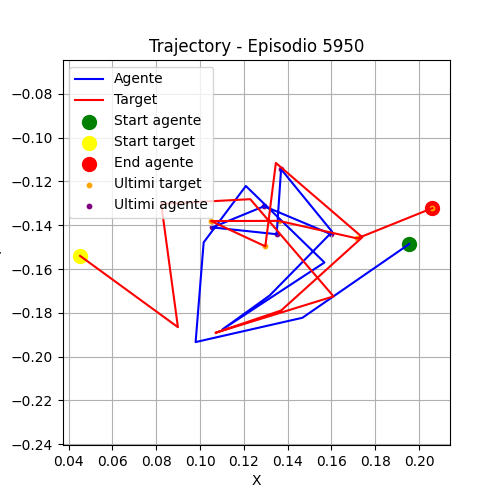 Trajectory - Episodio 5950
Agente
Target
Start agente
Start target
End agente
Ultimi target
Ultimi agente
−0.08
−0.10
−0.12
−0.14
−0.16
−0.18
−0.20
−0.22
−0.24
0.04 0.06 0.08 0.10 0.12 0.14 0.16 0.18 0.20
X